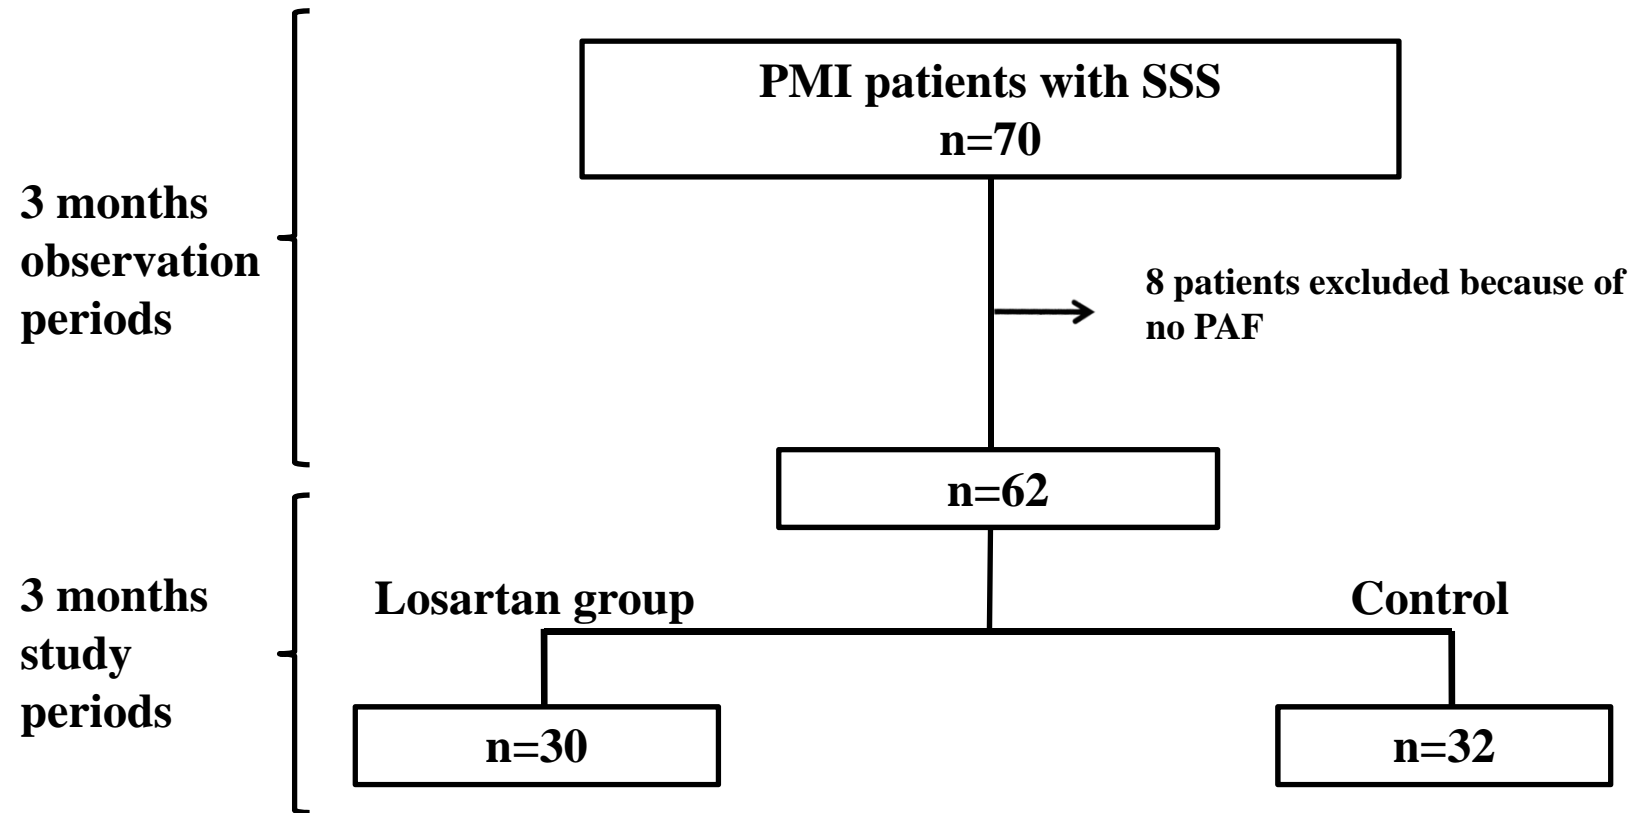 PMI patients with SSS
n=70
3 months
observation
periods
8 patients excluded because of
no PAF
n=62
3 months
study
periods
Losartan group
Control
n=30
n=32